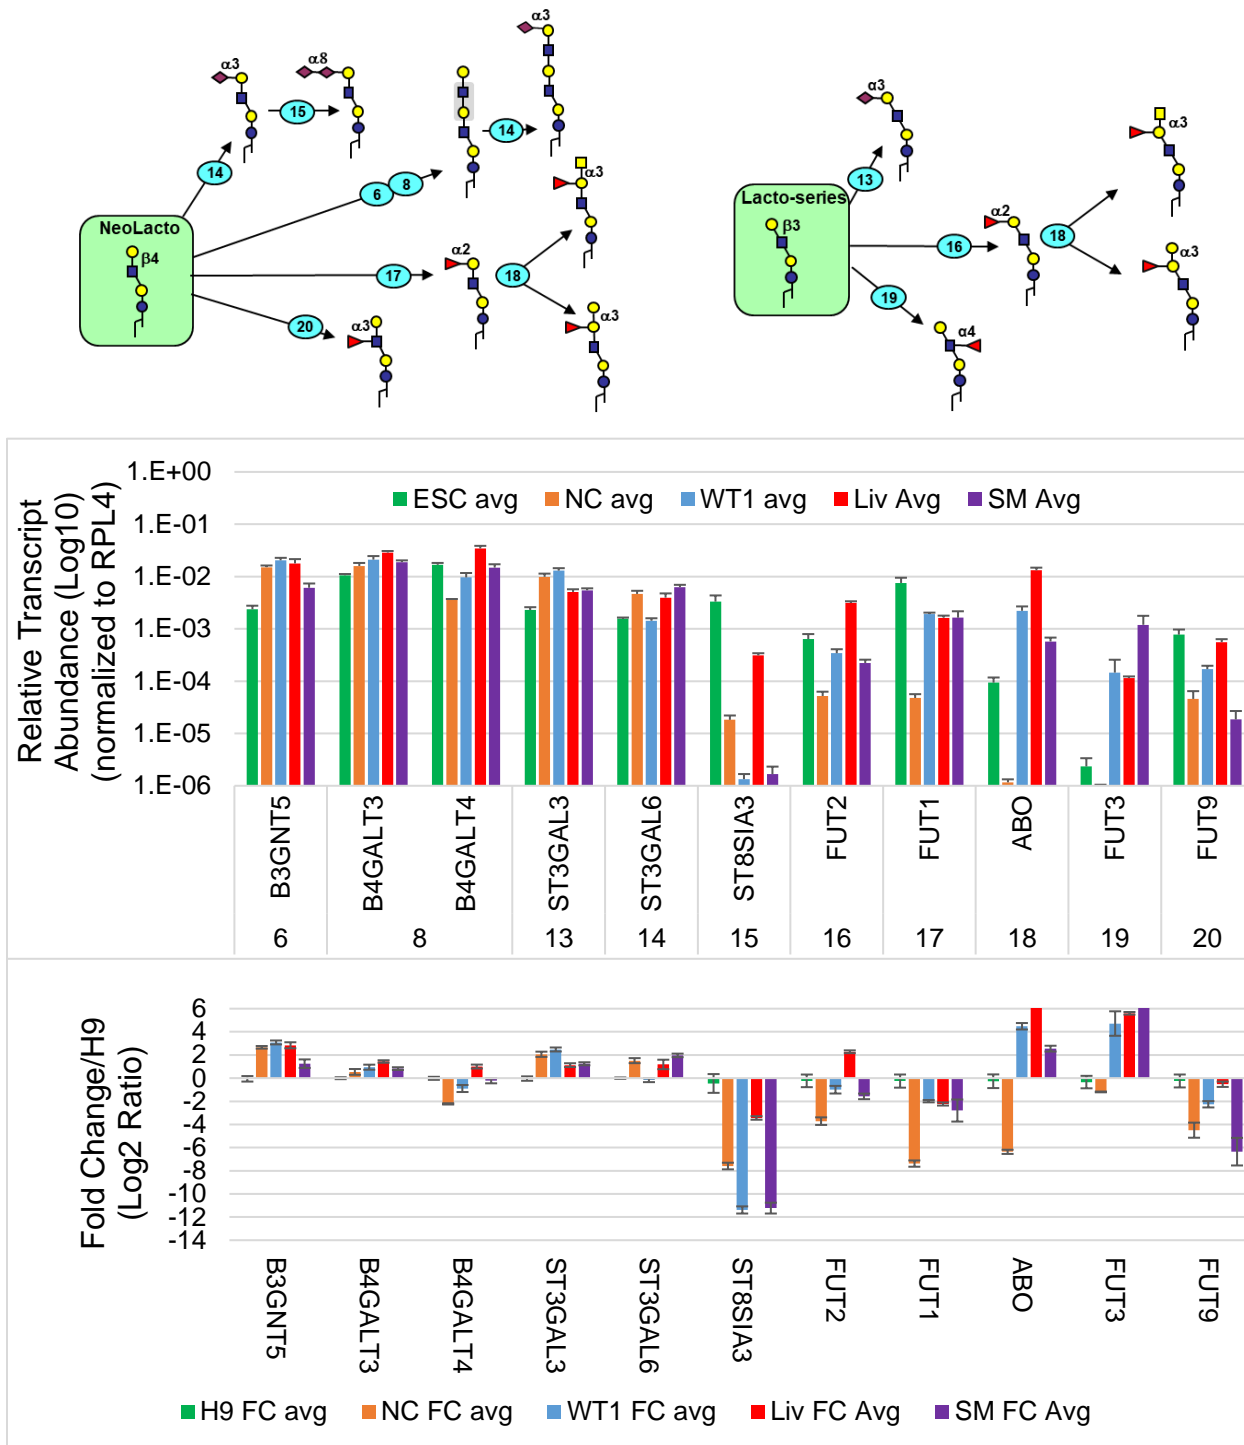 α3
α3
α8
15
14
14
α3
6 8
NeoLacto
β4
α2
17
18
α3
20
α3
α3
Lacto-series
β3
13
α2
16
18
α3
α3
19
α4
Relative Transcript
Abundance (Log10)
(normalized to RPL4)
1.E+00
1.E-01
1.E-02
1.E-03
1.E-04
1.E-05
1.E-06
ESC avg NC avg WT1 avg Liv Avg SM Avg
B3GNT5 B4GALT3 B4GALT4 ST3GAL3 ST3GAL6 ST8SIA3 FUT2 FUT1 ABO FUT3 FUT9
6 8 13 14 15 16 17 18 19 20
Fold Change/H9
(Log2 Ratio)
6
4
2
0
-2
-4
-6
-8
-10
-12
-14
B3GNT5 B4GALT3 B4GALT4 ST3GAL3 ST3GAL6 ST8SIA3 FUT2 FUT1 ABO FUT3 FUT9
H9 FC avg NC FC avg WT1 FC avg Liv FC Avg SM FC Avg